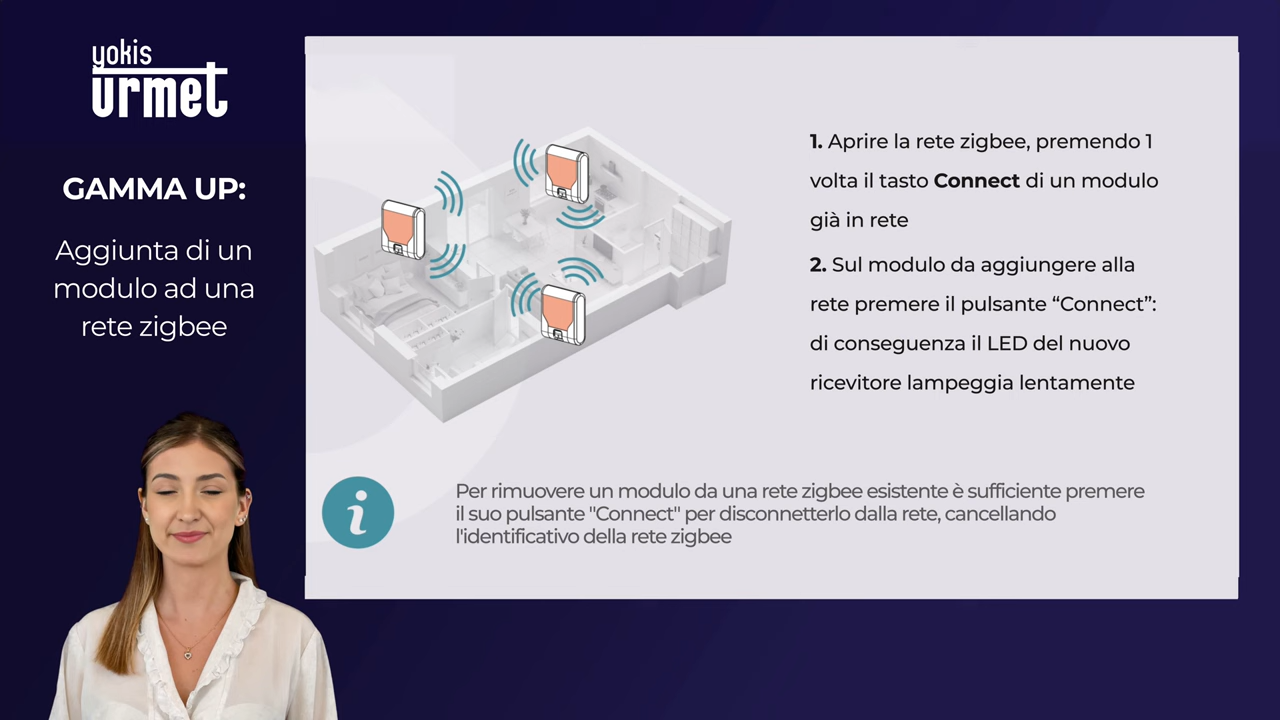 yokis
urmet
GAMMA UP:
Aggiunta di un
modulo ad una
rete zigbee
1. Aprire la rete zigbee, premendo 1
volta il tasto Connect di un modulo
già in rete
2. Sul modulo da aggiungere alla
rete premere il pulsante “Connect”:
di conseguenza il LED del nuovo
ricevitore lampeggia lentamente
i
Per rimuovere un modulo da una rete zigbee esistente è sufficiente premere
il suo pulsante "Connect" per disconnetterlo dalla rete, cancellando
l'identificativo della rete zigbee